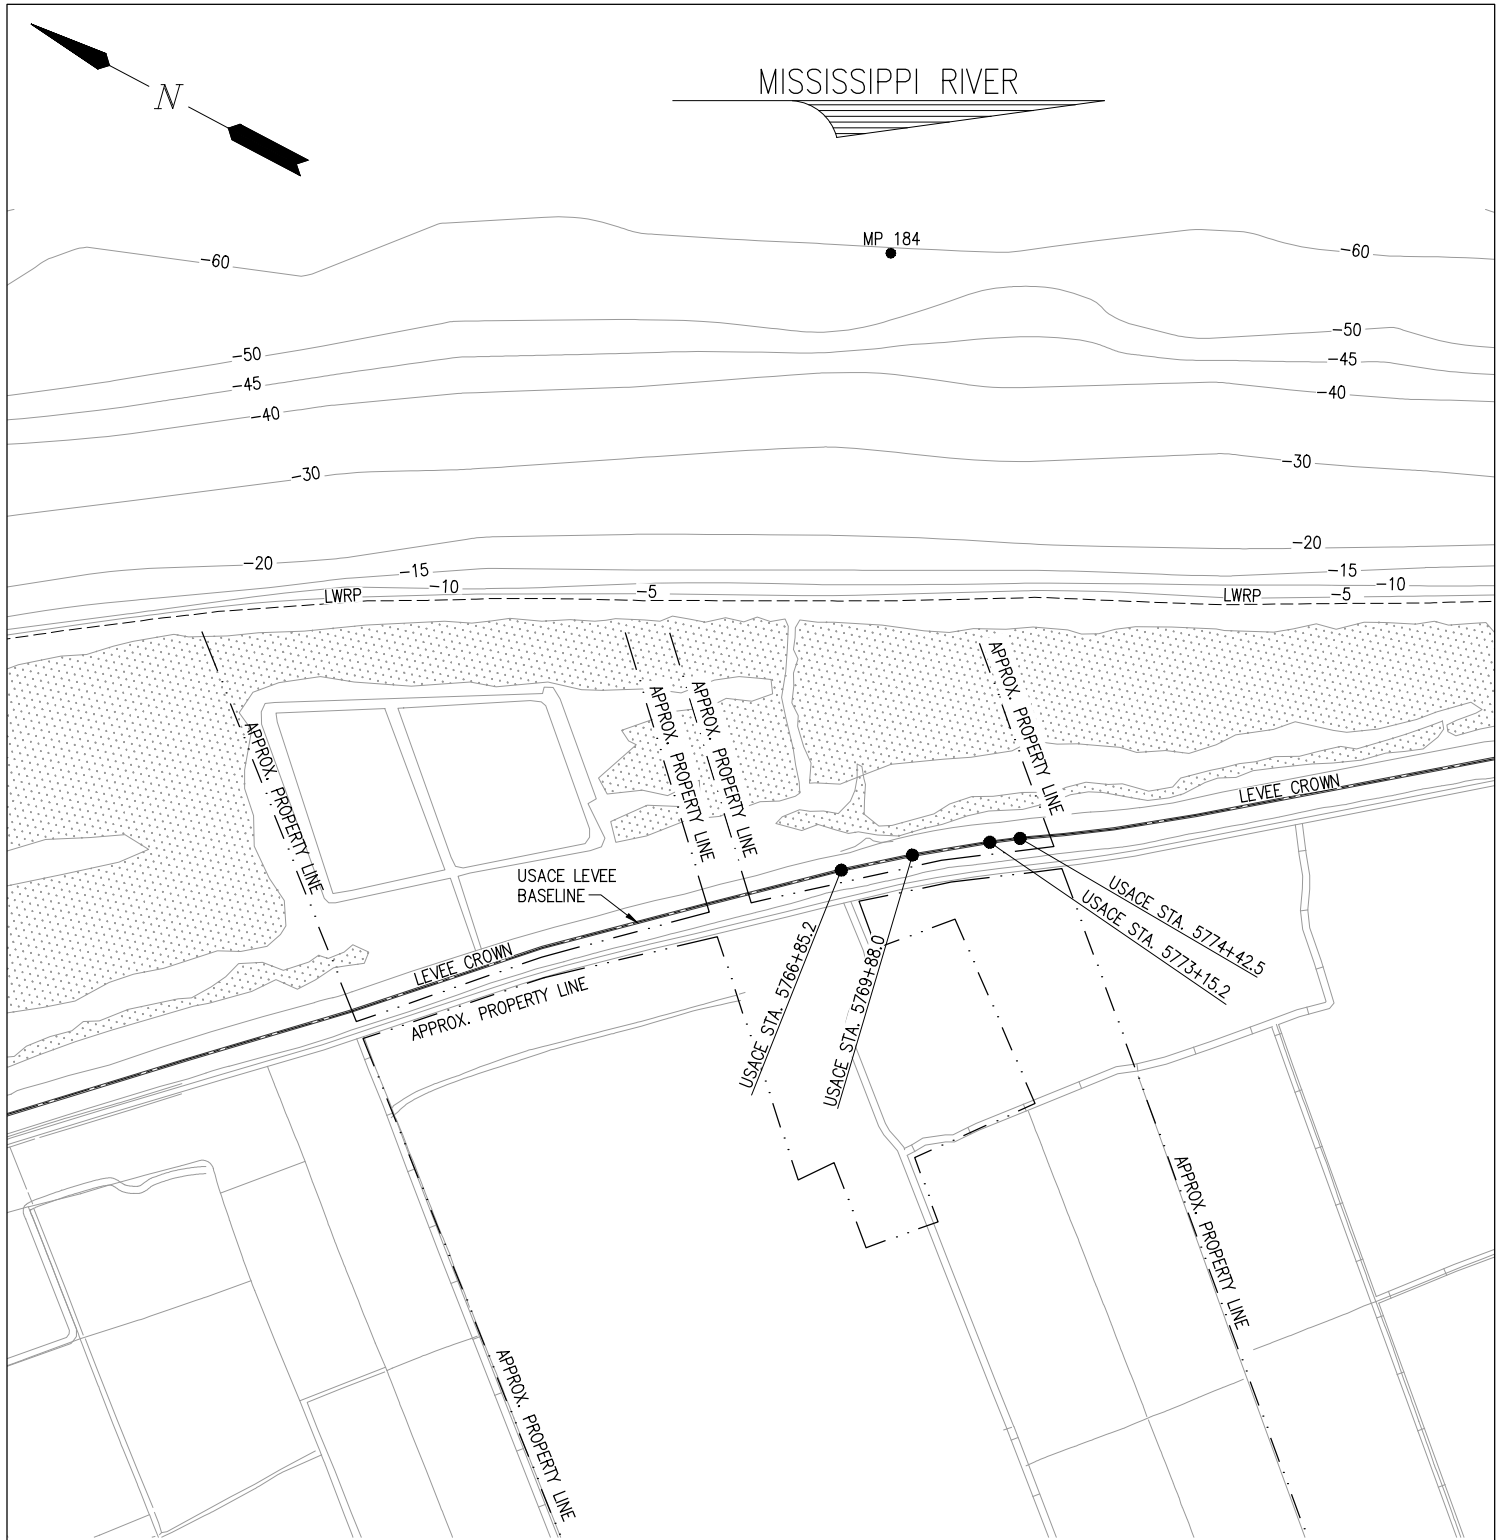 N
MISSISSIPPI RIVER
MP 184
-60
-60
-50
-50
-45
-45
-40
-40
-30
-30
-20
-20
-15
-15
-10
-10
-5
-5
LWRP
LWRP
APPROX. PROPERTY LINE
APPROX. PROPERTY LINE
APPROX. PROPERTY LINE
APPROX. PROPERTY LINE
LEVEE CROWN
USACE LEVEE
BASELINE
LEVEE CROWN
APPROX. PROPERTY LINE
USACE STA. 5766+85.2
USACE STA. 5769+88.0
USACE STA. 5774+42.5
USACE STA. 5773+15.2
APPROX. PROPERTY LINE
APPROX. PROPERTY LINE